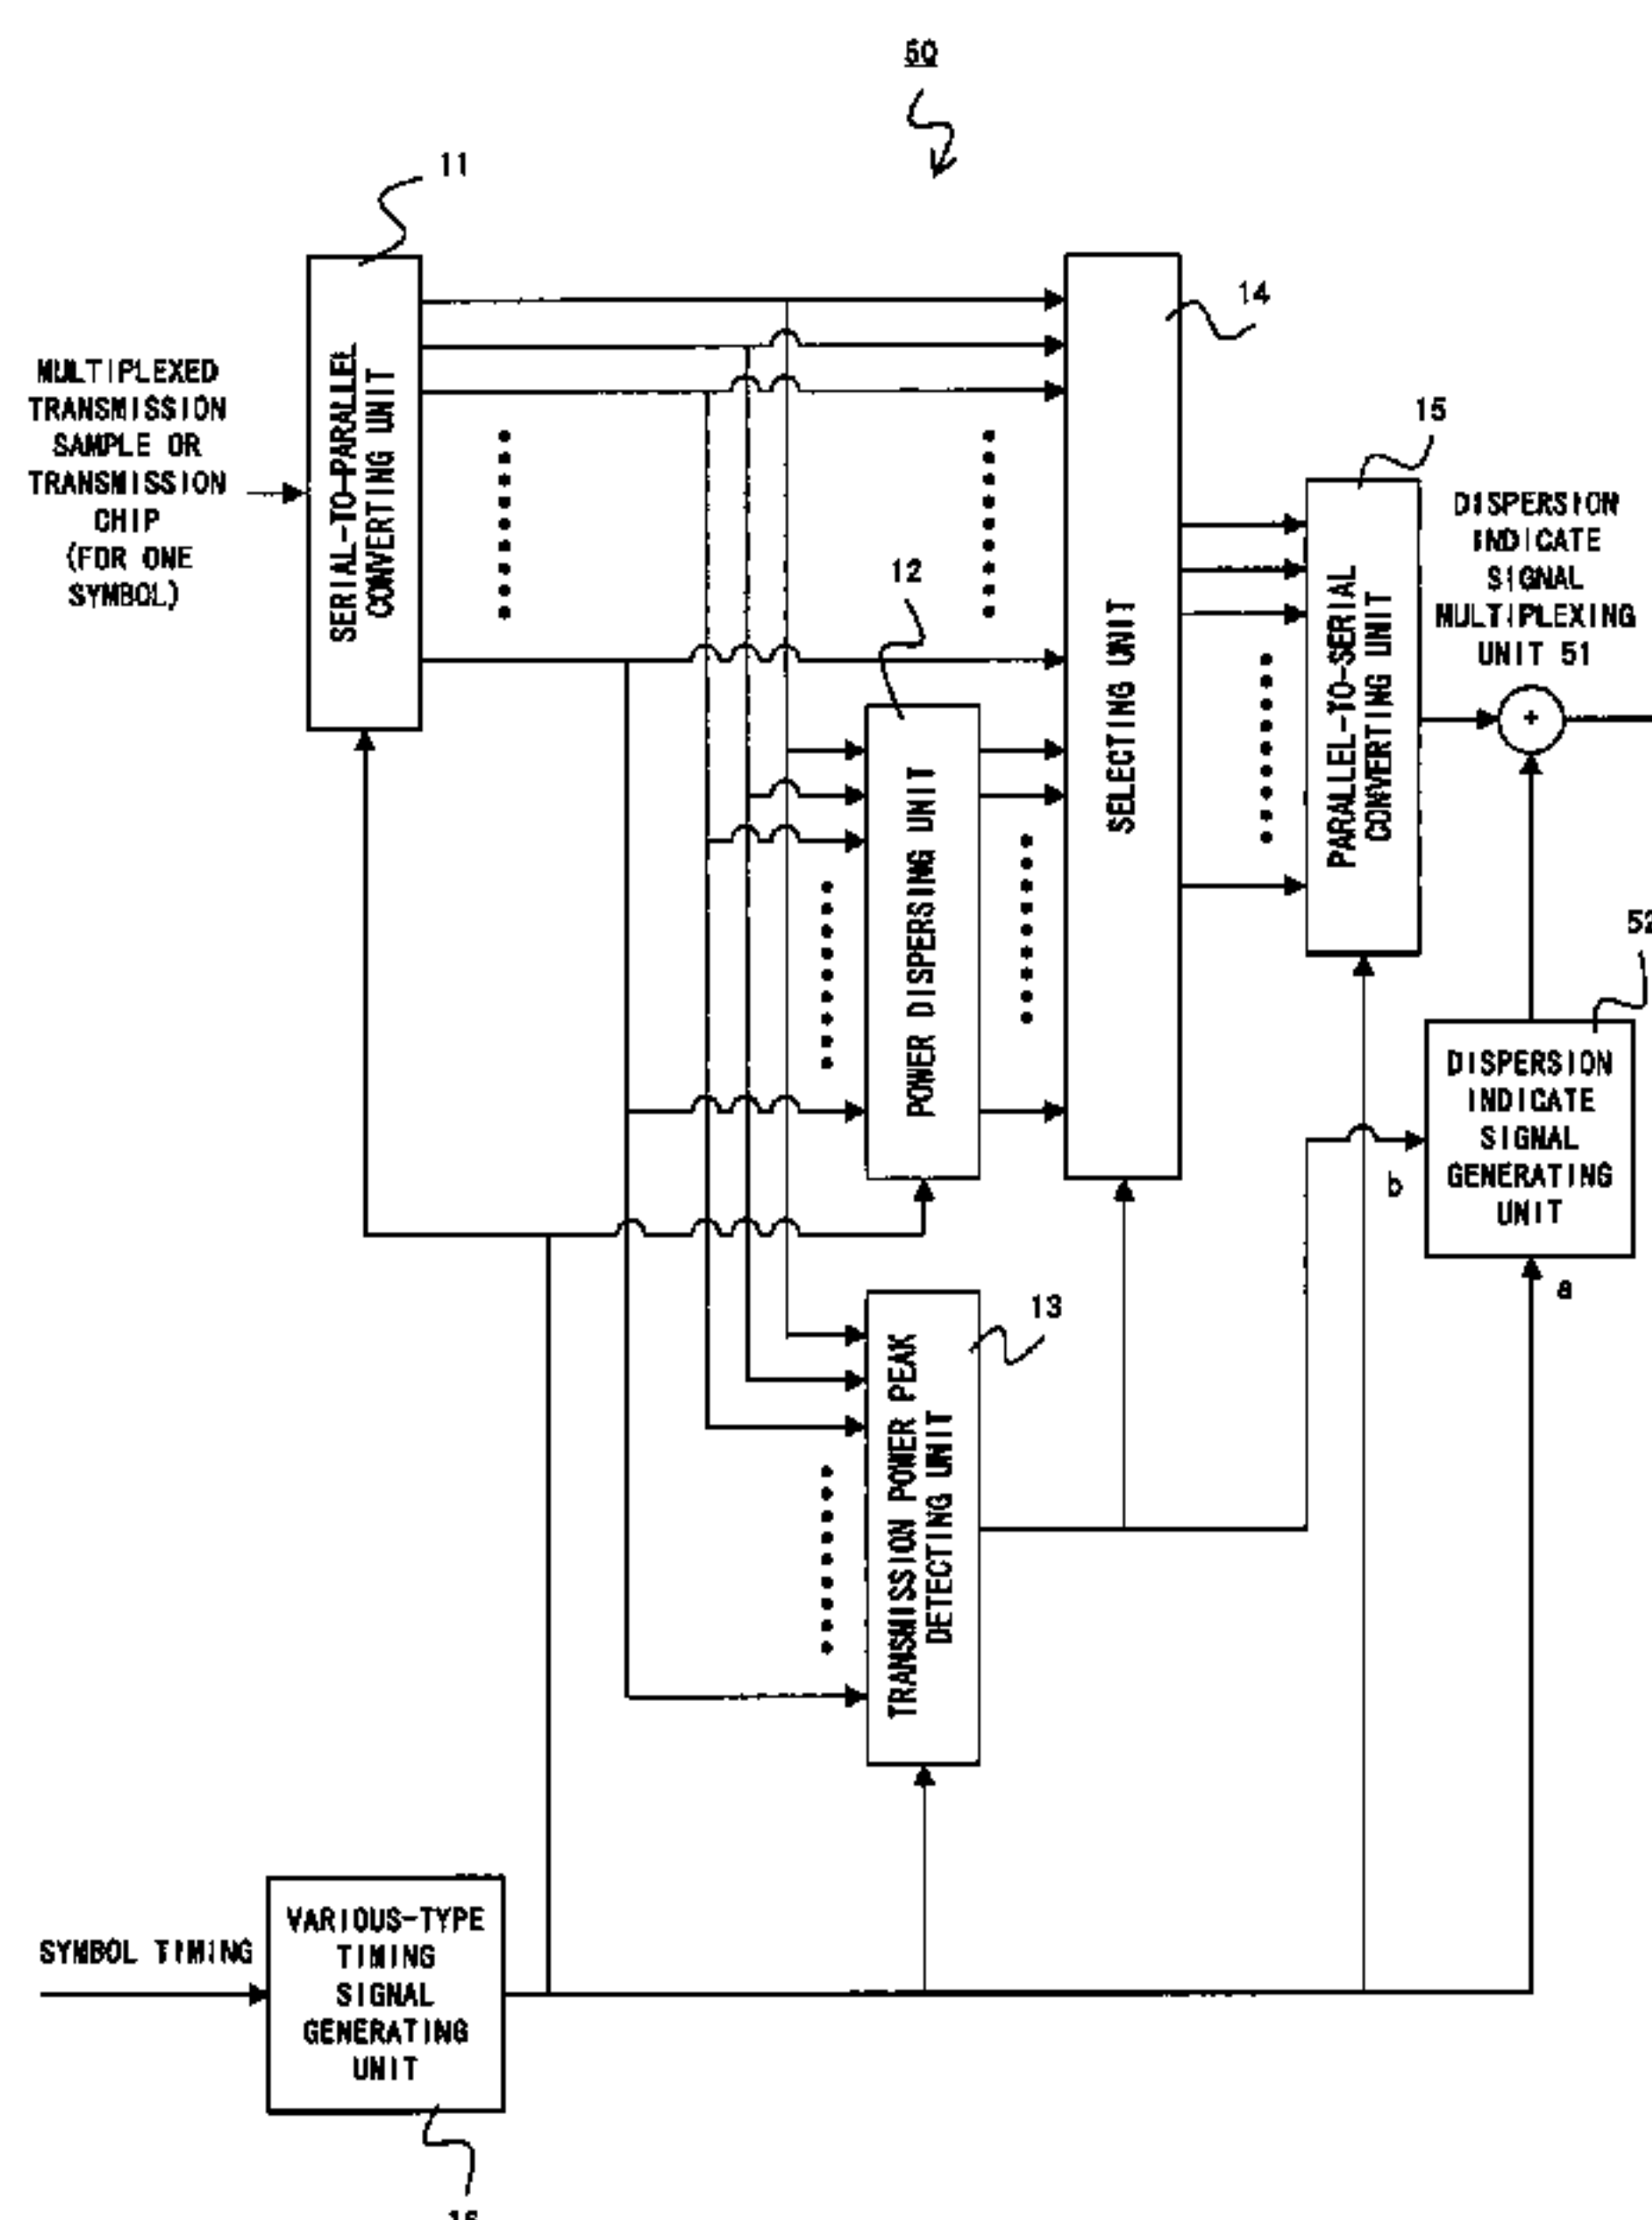 50
11
MULTIPLEXED
TRANSMISSION
SAMPLE OR
TRANSMISSION
CHIP
(FOR ONE
SYMBOL)
SERIAL-TO-PARALLEL
CONVERTING UNIT
14
SELECTING UNIT
12
POWER DISPERSING UNIT
15
PARALLEL-TO-SERIAL
CONVERTING UNIT
DISPERSION
INDICATE
SIGNAL
MULTIPLEXING
UNIT 51
+
52
DISPERSION
INDICATE
SIGNAL
GENERATING
UNIT
b
a
13
TRANSMISSION POWER PEAK
DETECTING UNIT
SYMBOL TIMING
VARIOUS-TYPE
TIMING
SIGNAL
GENERATING
UNIT